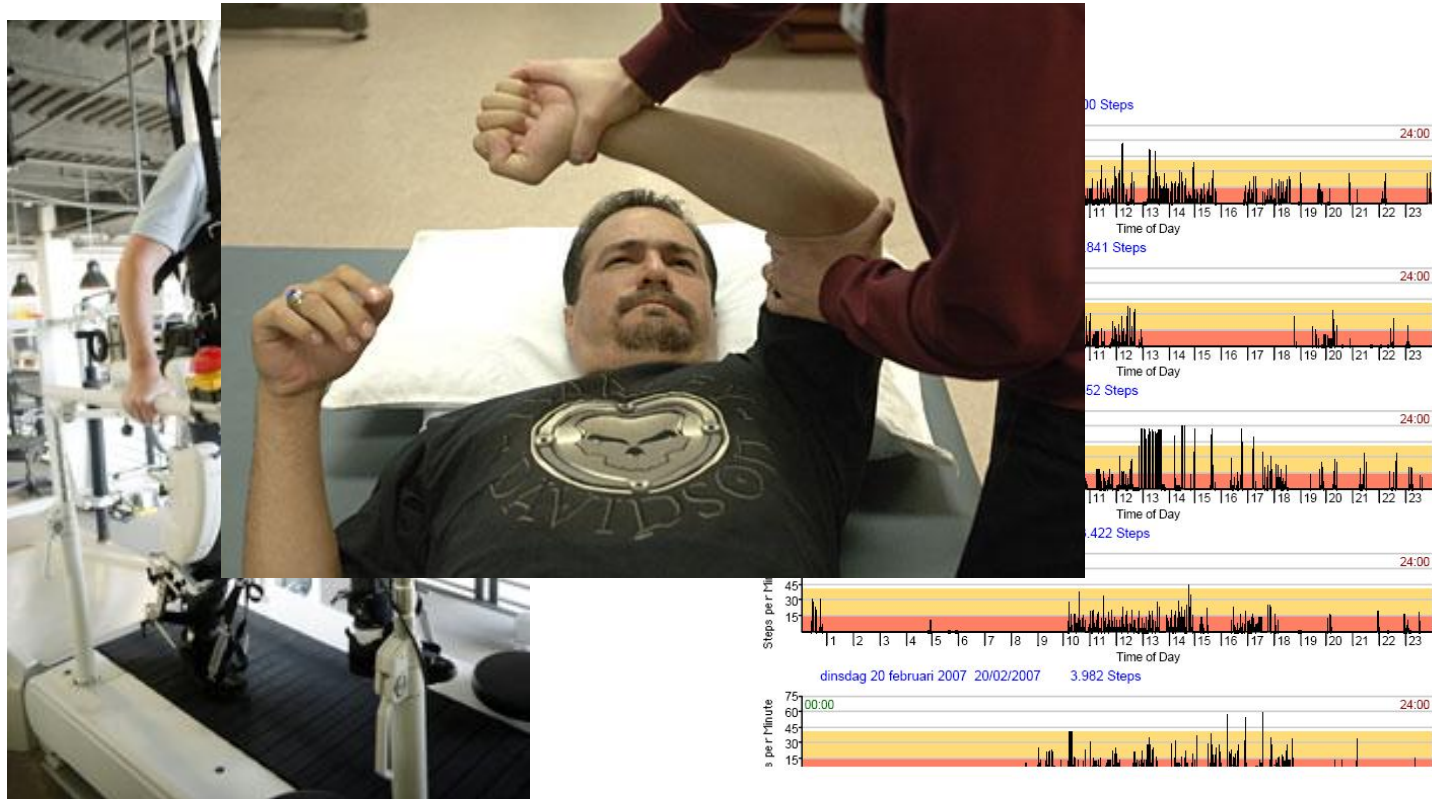 HARLEY
DAVIDSON
00 Steps
24:00
11 12 13 14 15 16 17 18 19 20 21 22 23
Time of Day
841 Steps
24:00
11 12 13 14 15 16 17 18 19 20 21 22 23
Time of Day
52 Steps
24:00
11 12 13 14 15 16 17 18 19 20 21 22 23
Time of Day
.422 Steps
24:00
Steps per Mi
45
30
15
1 2 3 4 5 6 7 8 9 10 11 12 13 14 15 16 17 18 19 20 21 22 23
Time of Day
dinsdag 20 februari 2007 20/02/2007 3.982 Steps
s per Minute
75
60
45
30
15
00:00
24:00